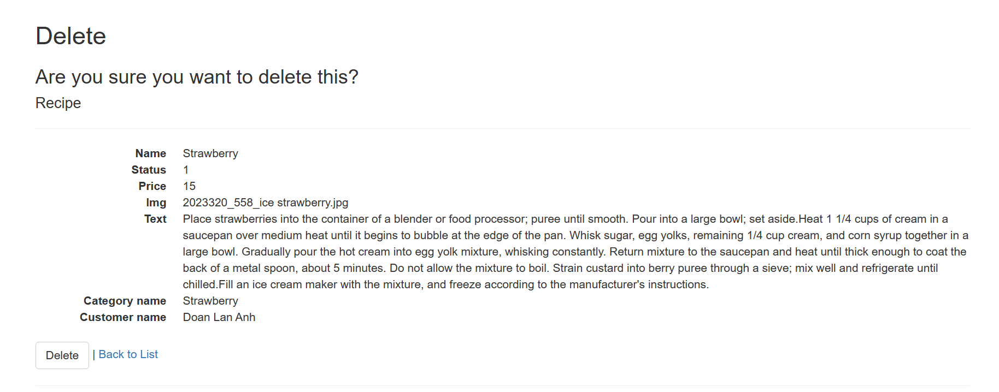 Delete
Are you sure you want to delete this?
Recipe
Name Strawberry
Status 1
Price 15
Img 2023320_558_ice strawberry.jpg
Text Place strawberries into the container of a blender or food processor; puree until smooth. Pour into a large bowl; set aside.Heat 1 1/4 cups of cream in a
saucepan over medium heat until it begins to bubble at the edge of the pan. Whisk sugar, egg yolks, remaining 1/4 cup cream, and corn syrup together in a
large bowl. Gradually pour the hot cream into egg yolk mixture, whisking constantly. Return mixture to the saucepan and heat until thick enough to coat the
back of a metal spoon, about 5 minutes. Do not allow the mixture to boil. Strain custard into berry puree through a sieve; mix well and refrigerate until
chilled.Fill an ice cream maker with the mixture, and freeze according to the manufacturer's instructions.
Category name Strawberry
Customer name Doan Lan Anh
Delete | Back to List